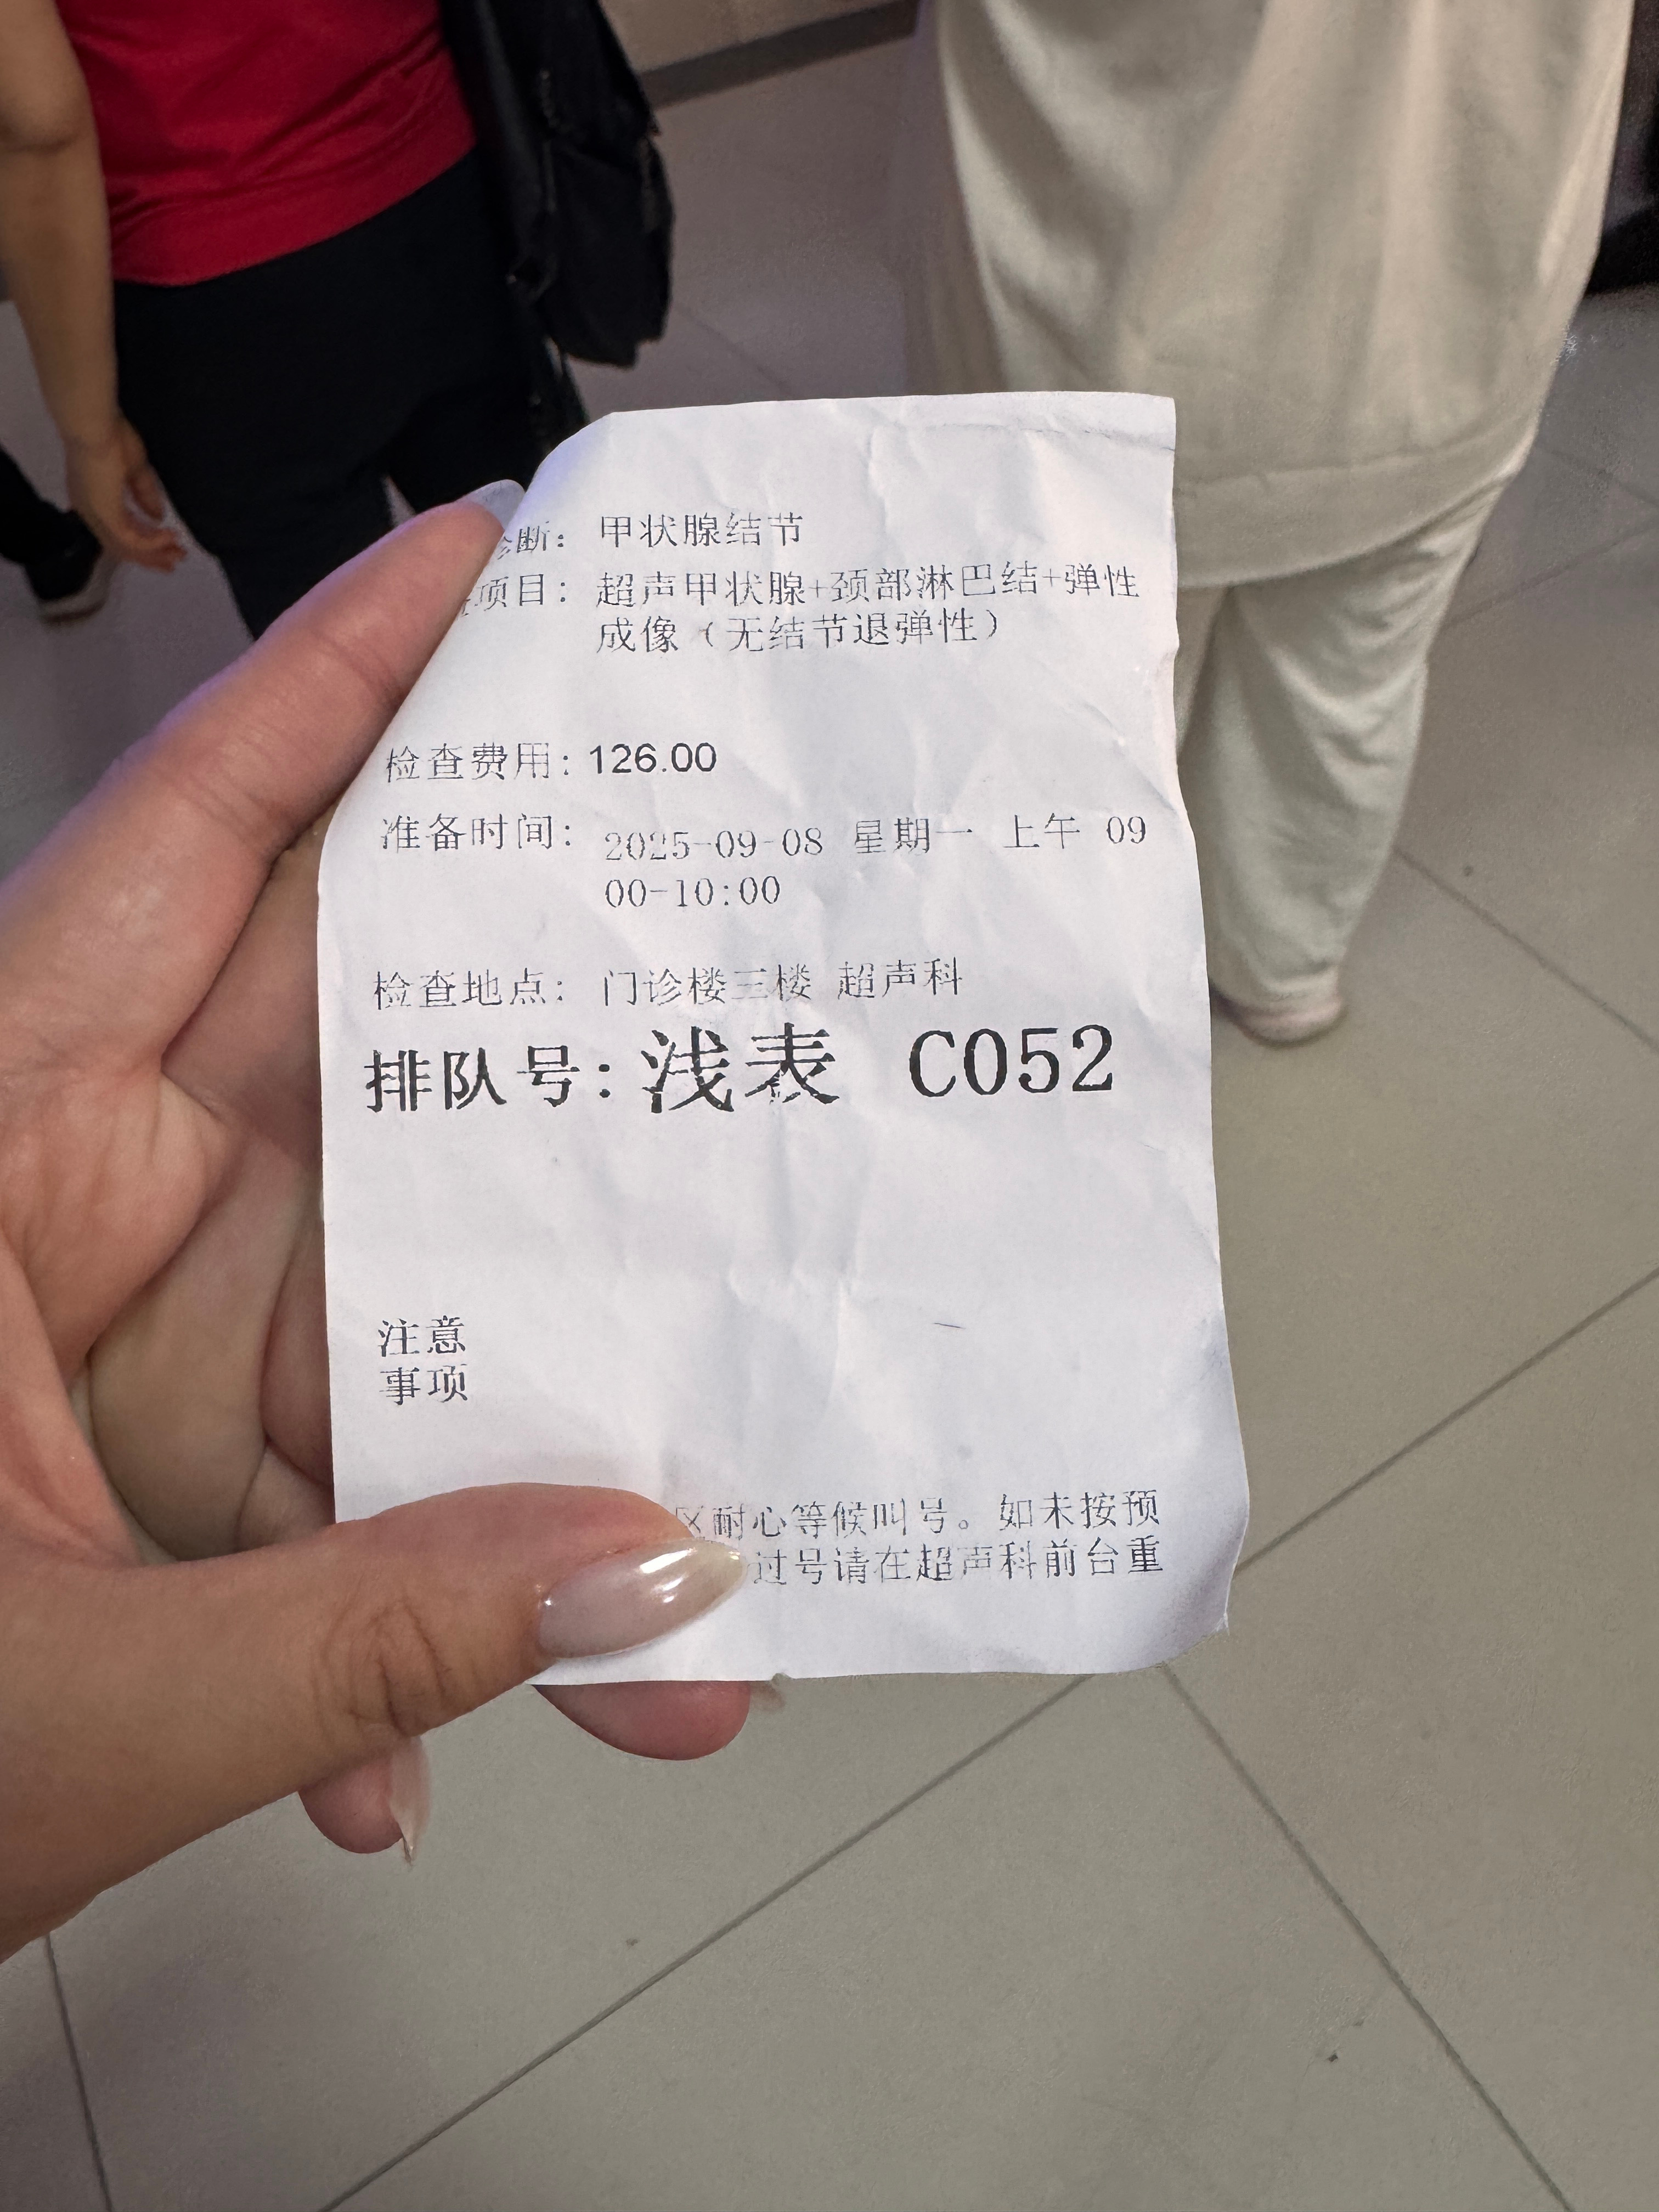 断： 甲状腺结节
项目： 超声甲状腺+颈部淋巴结+弹性
成像（无结节退弹性）
检查费用：126.00
准备时间： 2025-09-08 星期一 上午 09
00-10:00
检查地点： 门诊楼三楼 超声科
排队号：浅表 C052
注意
事项
区耐心等候叫号。如未按预
过号请在超声科前台重